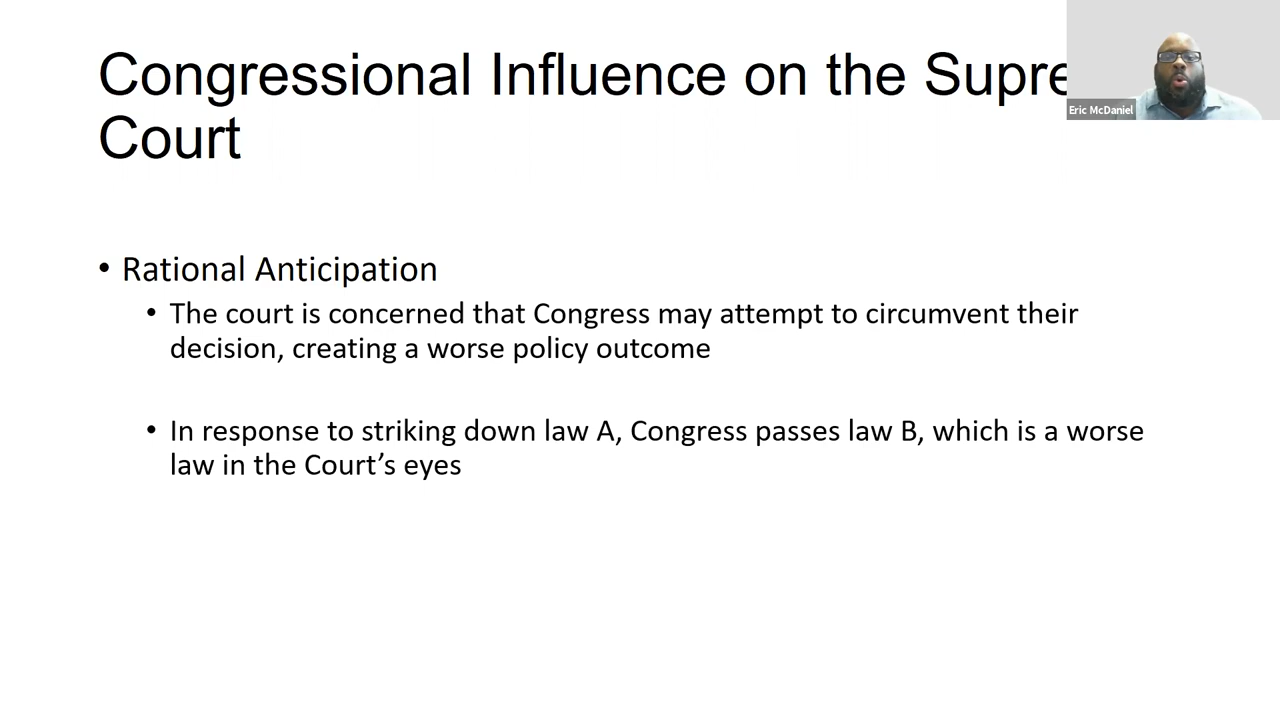 Congressional Influence on the Supre
Court
Eric McDaniel
• Rational Anticipation
• The court is concerned that Congress may attempt to circumvent their
decision, creating a worse policy outcome
• In response to striking down law A, Congress passes law B, which is a worse
law in the Court’s eyes